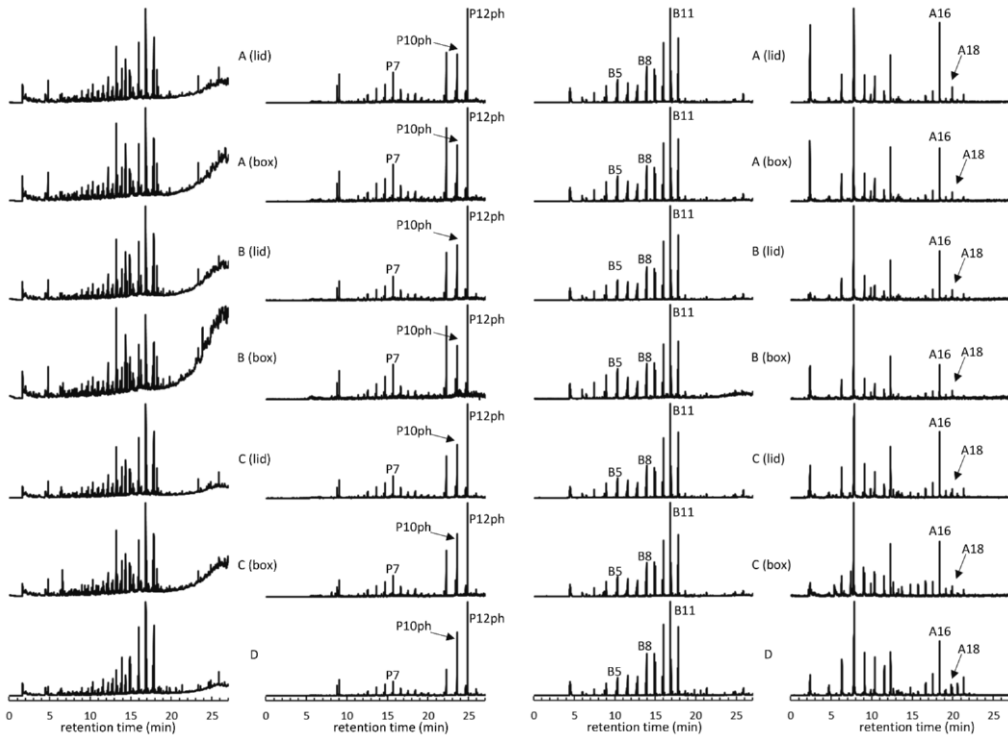 P12ph B11 A16
A (lid) P10ph P7 B8 B5 A (lid) A18
P12ph B11
A (box) P10ph P7 B8 B5 A (box) A16 A18
P12ph B11
B (lid) P10ph P7 B8 B5 B (lid) A16 A18
P12ph B11
B (box) P10ph P7 B8 B5 B (box) A16 A18
P12ph B11
C (lid) P10ph P7 B8 B5 C (lid) A16 A18
P12ph B11
C (box) P10ph P7 B8 B5 C (box) A16 A18
P12ph B11
D P10ph P7 B8 B5 D A16 A18
0 5 10 15 20 25 0 5 10 15 20 25 0 5 10 15 20 25 0 5 10 15 20 25
retention time (min) retention time (min) retention time (min) retention time (min)